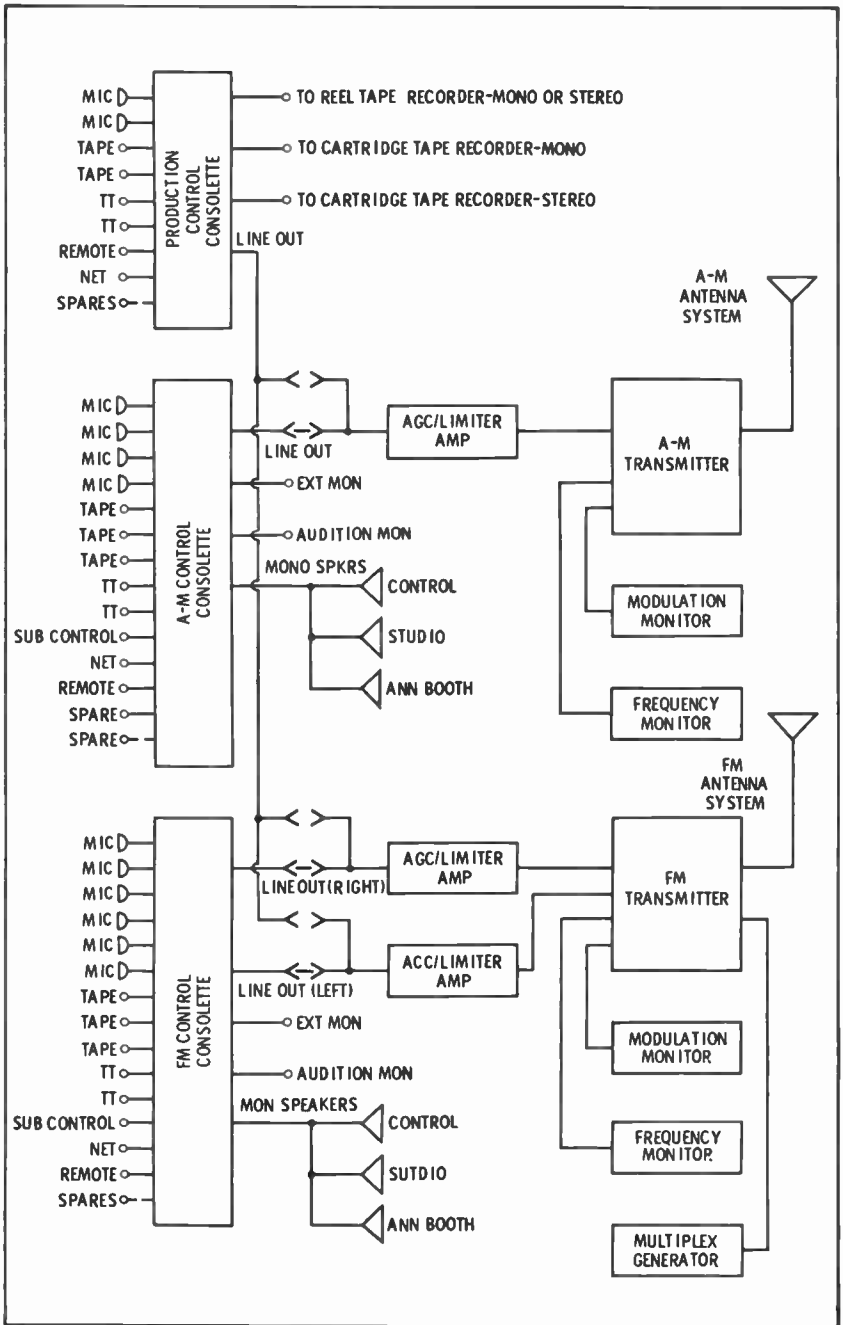 MIC
MIC
TAPE
TAPE
TT
TT
REMOTE
NET
SPARES
PRODUCTION
CONTROL
CONSOLETTE
TO REEL TAPE RECORDER-MONO OR STEREO
TO CARTRIDGE TAPE RECORDER-MONO
TO CARTRIDGE TAPE RECORDER-STEREO
LINE OUT
A-M
ANTENNA
SYSTEM
MIC
MIC
MIC
MIC
TAPE
TAPE
TAPE
TT
TT
SUB CONTROL
NET
REMOTE
SPARE
SPARE
A-M CONTROL
CONSOLETTE
LINE OUT
EXT MON
AUDITION MON
MONO SPKRS
CONTROL
STUDIO
ANN BOOTH
AGC/LIMITER
AMP
A-M
TRANSMITTER
MODULATION
MONITOR
FREQUENCY
MONITOR
FM
ANTENNA
SYSTEM
MIC
MIC
MIC
MIC
MIC
MIC
TAPE
TAPE
TAPE
TT
TT
SUB CONTROL
NET
REMOTE
SPARES
FM CONTROL
CONSOLETTE
LINE OUT (RIGHT)
LINE OUT (LEFT)
EXT MON
AUDITION MON
MON SPEAKERS
CONTROL
SUTDIO
ANN BOOTH
AGC/LIMITER
AMP
ACC/LIMITER
AMP
FM
TRANSMITTER
MODULATION
MONITOR
FREQUENCY
MONITOR.
MULTIPLEX
GENERATOR